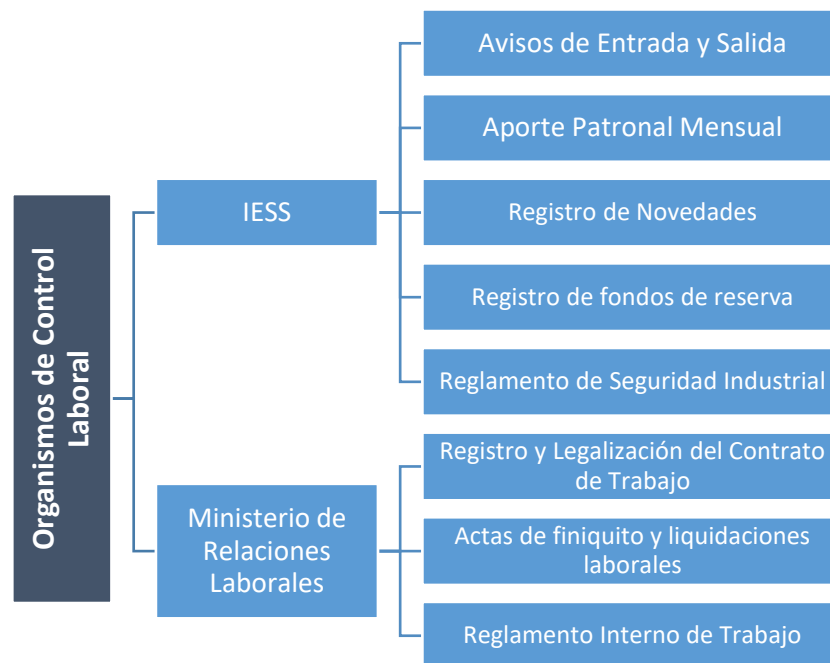 Organismos de Control
Laboral
IESS
Avisos de Entrada y Salida
Aporte Patronal Mensual
Registro de Novedades
Registro de fondos de reserva
Reglamento de Seguridad Industrial
Ministerio de
Relaciones
Laborales
Registro y Legalización del Contrato
de Trabajo
Actas de finiquito y liquidaciones
laborales
Reglamento Interno de Trabajo